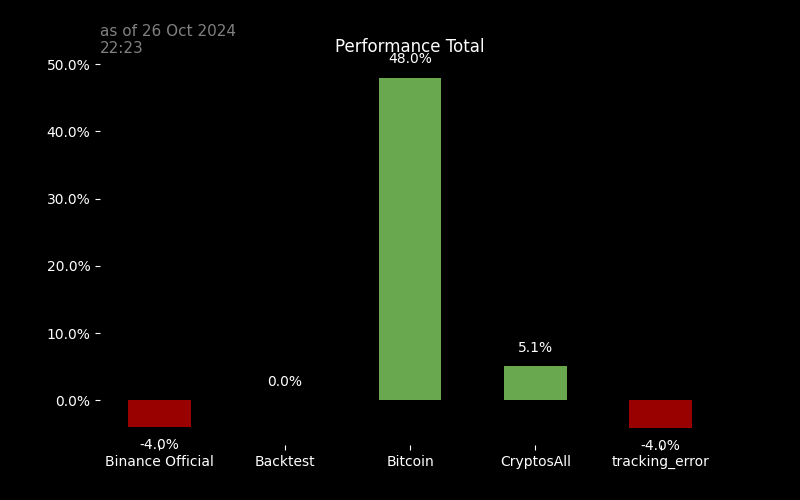 as of 26 Oct 2024
22:23
Performance Total
50.0%
40.0%
30.0%
20.0%
10.0%
0.0%
-4.0%
0.0%
48.0%
5.1%
-4.0%
Binance Official
Backtest
Bitcoin
CryptosAll
tracking_error